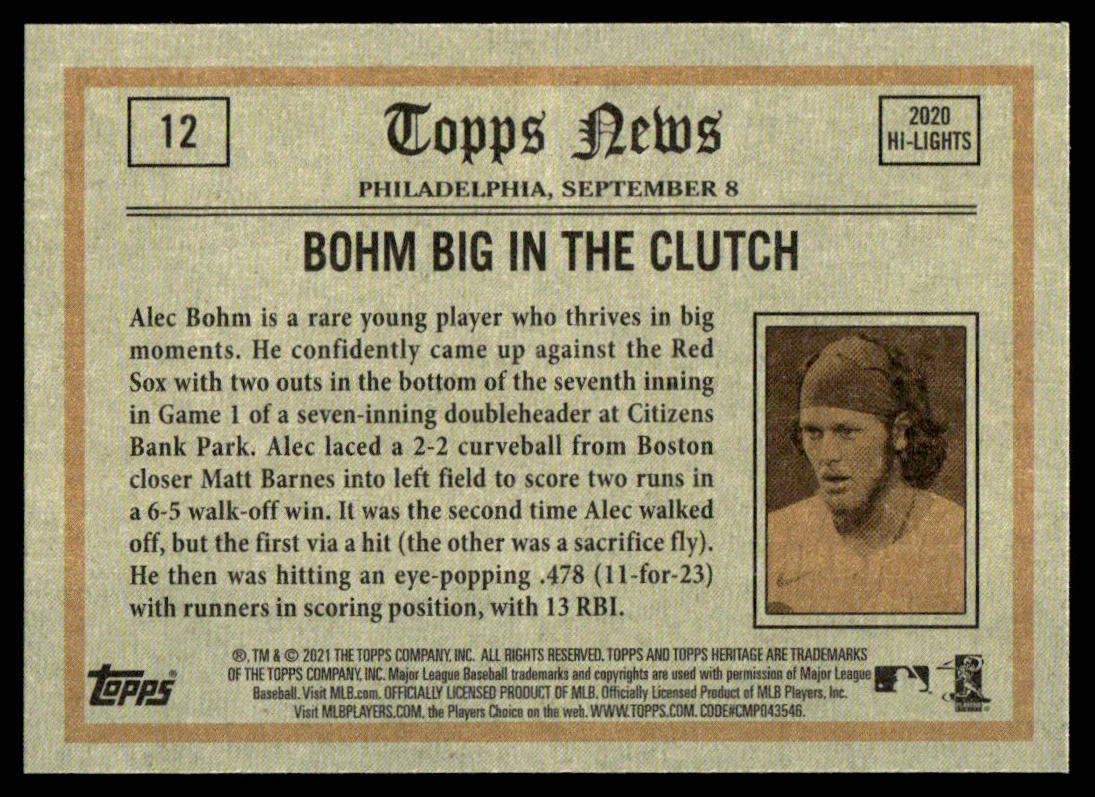 12
Topps News
2020
HI-LIGHTS
PHILADELPHIA, SEPTEMBER 8
BOHM BIG IN THE CLUTCH
Alec Bohm is a rare young player who thrives in big
moments. He confidently came up against the Red
Sox with two outs in the bottom of the seventh inning
in Game 1 of a seven-inning doubleheader at Citizens
Bank Park. Alec laced a 2-2 curveball from Boston
closer Matt Barnes into left field to score two runs in
a 6-5 walk-off win. It was the second time Alec walked
off, but the first via a hit (the other was a sacrifice fly).
He then was hitting an eye-popping .478 (11-for-23)
with runners in scoring position, with 13 RBI.
®, TM & © 2021 THE TOPPS COMPANY, INC. ALL RIGHTS RESERVED. TOPPS AND TOPPS HERITAGE ARE TRADEMARKS
OF THE TOPPS COMPANY, INC. Major League Baseball trademarks and copyrights are used with permission of Major League
Baseball. Visit MLB.com. OFFICIALLY LICENSED PRODUCT OF MLB. Officially Licensed Product of MLB Players, Inc.
Visit MLBPLAYERS.COM, the Players Choice on the web. WWW.TOPPS.COM. CODE#CMP043546.
Topps®